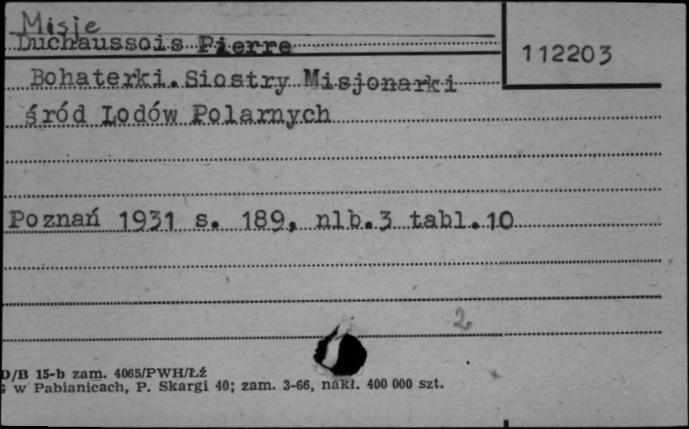 Misje
Duchaussois Pierre
112203
Bohaterki. Siostry Misjonarki
śród Lodów Polarnych
Poznań 1931 s. 189, nlb.3 tabl.10
2
D/B 15-b zam. 4065/PWH/Łź
w Pabianicach, P. Skargi 40; zam. 3-66, nakł. 400 000 szt.